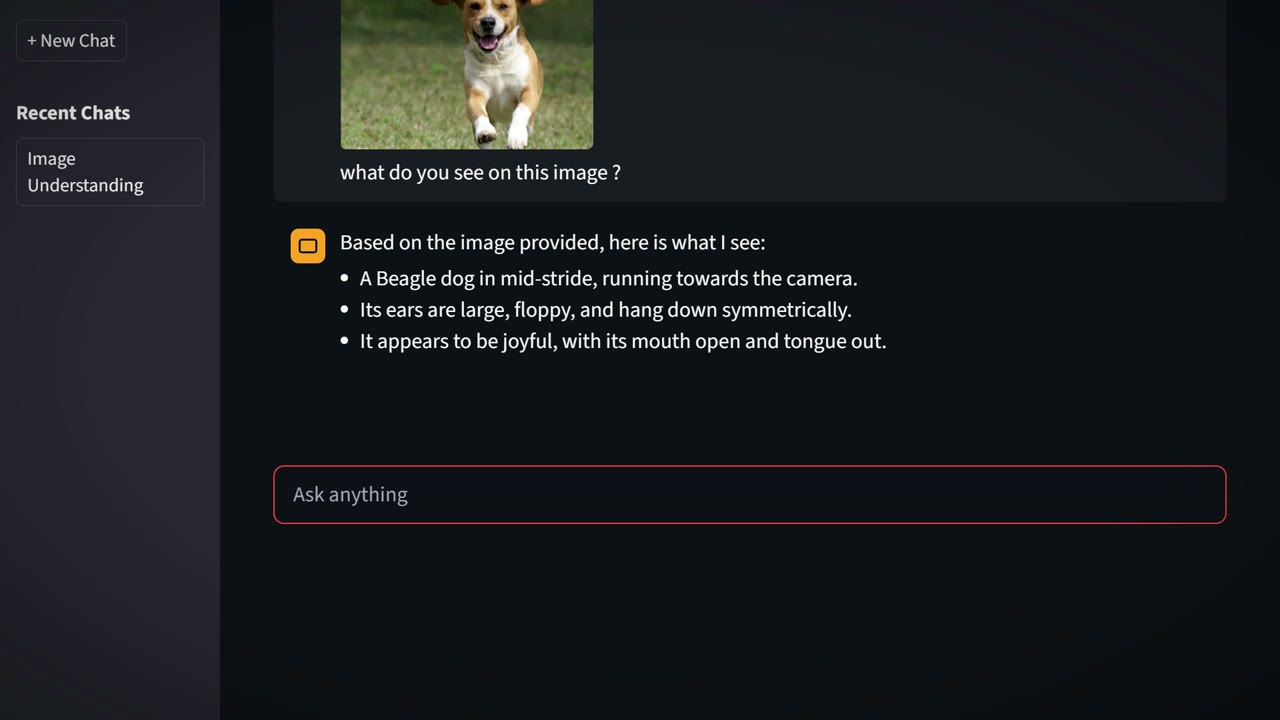 + New Chat
Recent Chats
Image
Understanding
what do you see on this image ?
Based on the image provided, here is what I see:
• A Beagle dog in mid-stride, running towards the camera.
• Its ears are large, floppy, and hang down symmetrically.
• It appears to be joyful, with its mouth open and tongue out.
Ask anything